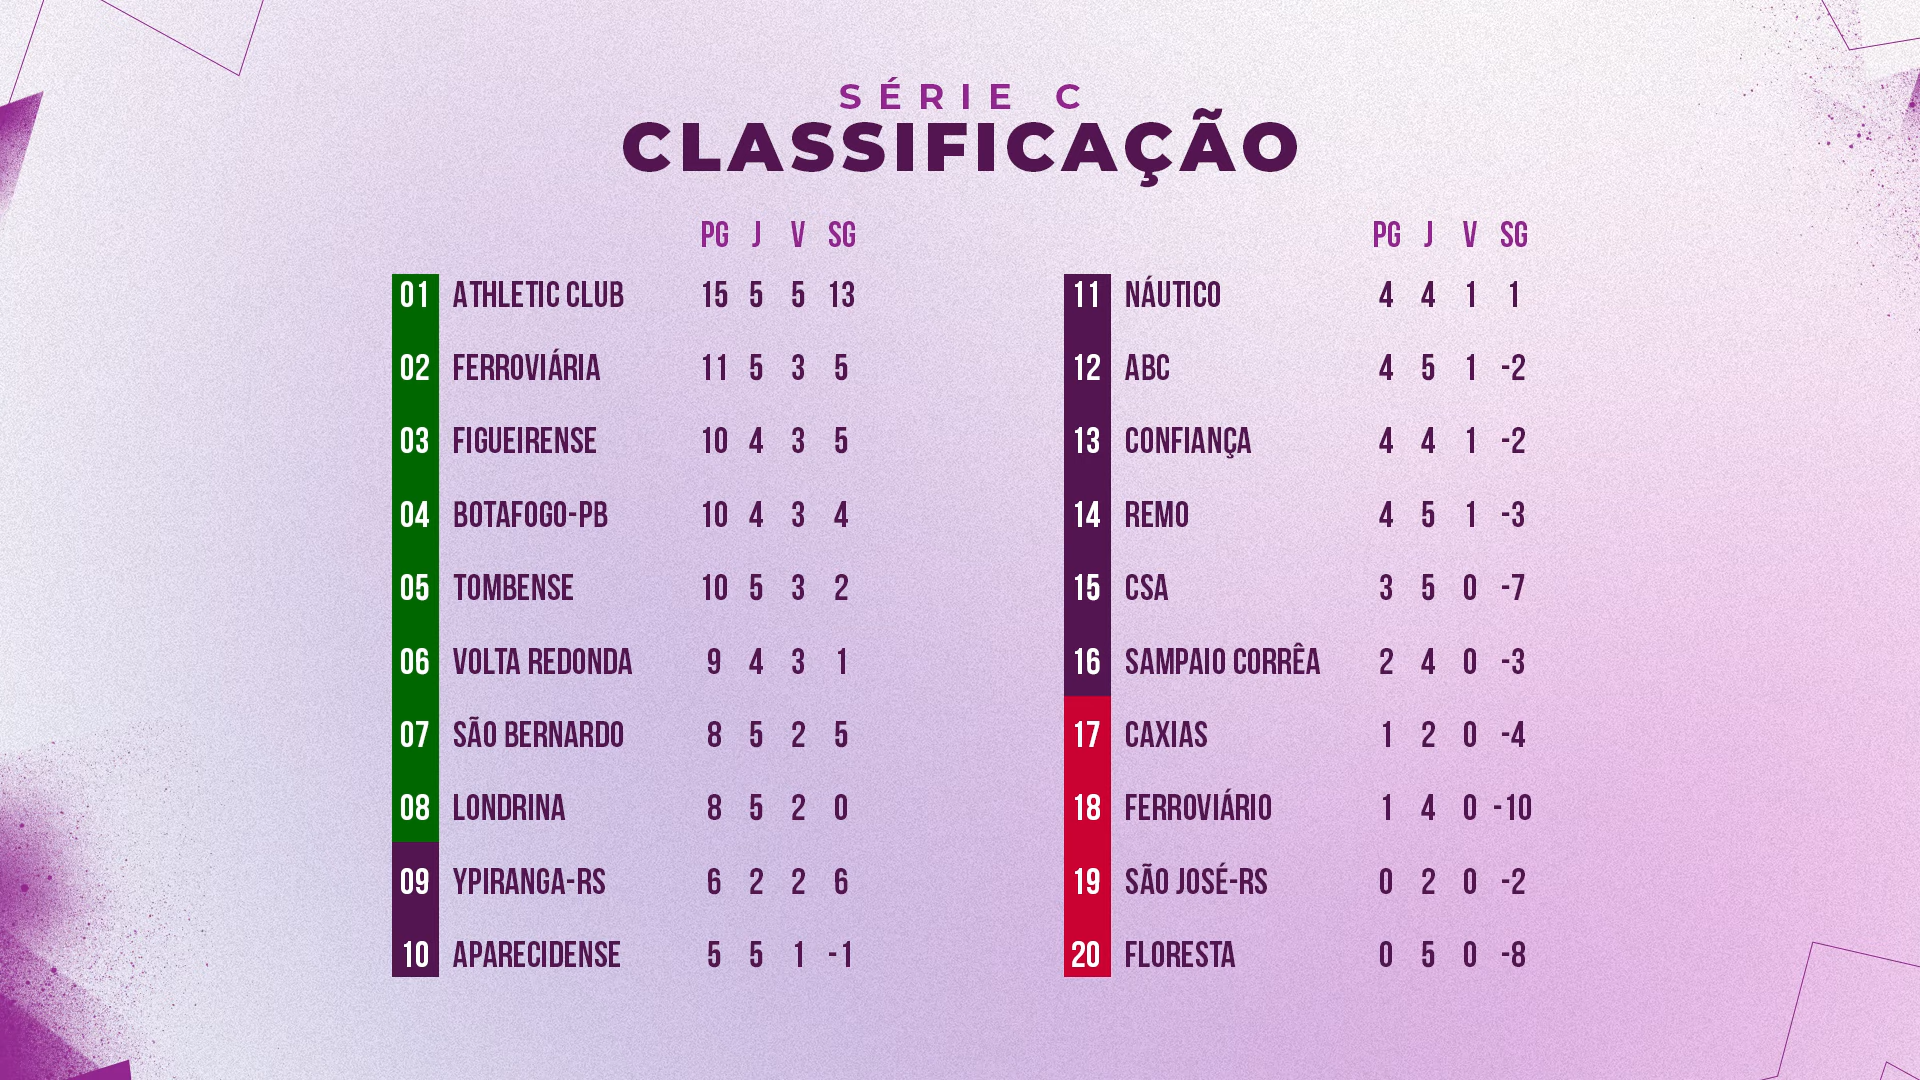 SÉRIE C
CLASSIFICAÇÃO
PG J V SG
01 ATHLETIC CLUB 15 5 5 13
02 FERROVIÁRIA 11 5 3 5
03 FIGUEIRENSE 10 4 3 5
04 BOTAFOGO-PB 10 4 3 4
05 TOMBENSE 10 5 3 2
06 VOLTA REDONDA 9 4 3 1
07 SÃO BERNARDO 8 5 2 5
08 LONDRINA 8 5 2 0
09 YPIRANGA-RS 6 2 2 6
10 APARECIDENSE 5 5 1 -1
PG J V SG
11 NÁUTICO 4 4 1 1
12 ABC 4 5 1 -2
13 CONFIANÇA 4 4 1 -2
14 REMO 4 5 1 -3
15 CSA 3 5 0 -7
16 SAMPAIO CORRÊA 2 4 0 -3
17 CAXIAS 1 2 0 -4
18 FERROVIÁRIO 1 4 0 -10
19 SÃO JOSÉ-RS 0 2 0 -2
20 FLORESTA 0 5 0 -8